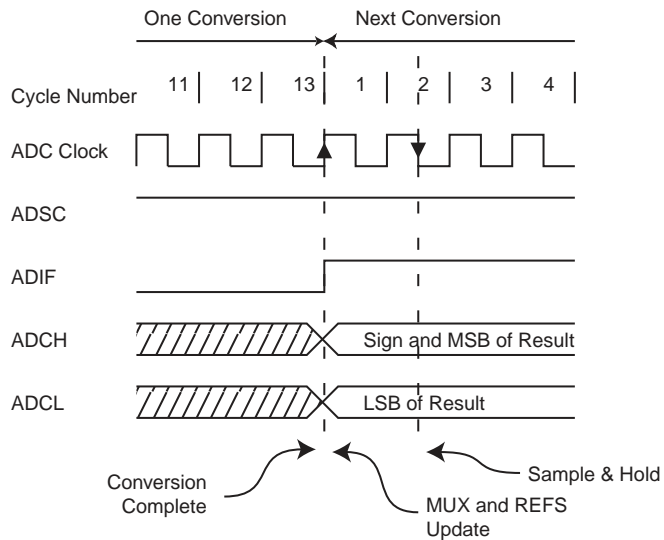 One Conversion Next Conversion
Cycle Number 11 12 13 1 2 3 4
ADC Clock
ADSC
ADIF
ADCH Sign and MSB of Result
ADCL LSB of Result
Conversion
Complete
MUX and REFS
Update
Sample & Hold